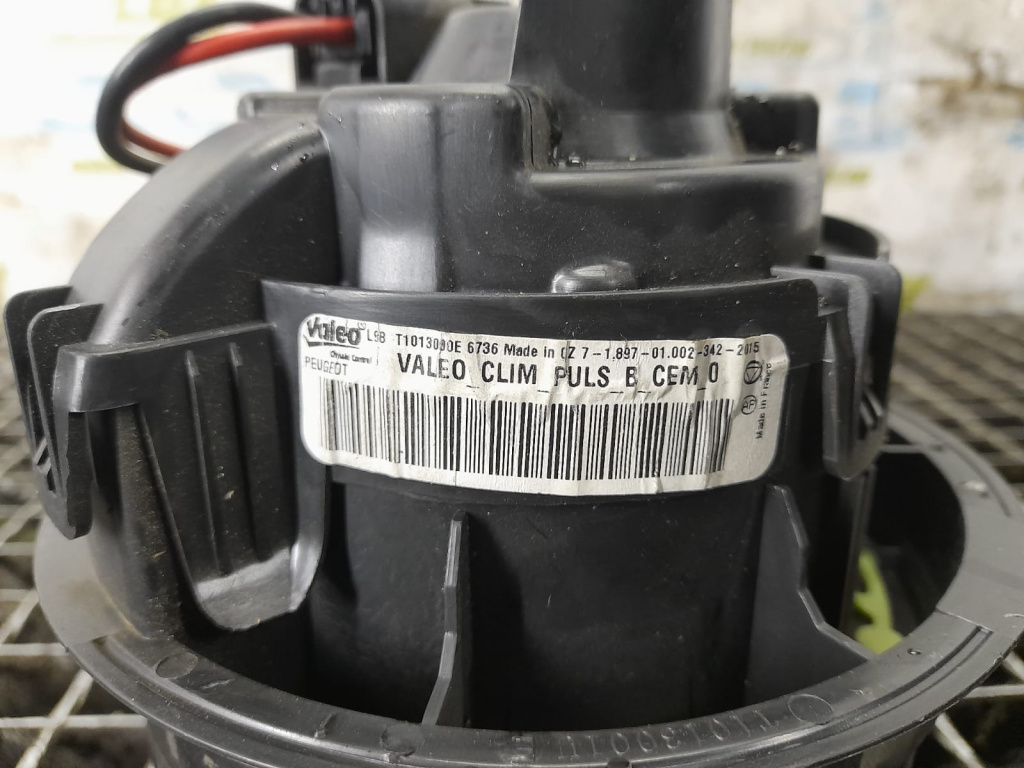 Valeo L9B T1013090E 6736 Made in CZ 7-1.897-01.002-342-2015
Climate Control
PEUGEOT VALEO_CLIM_PULS_B_CEM_0
Made in France